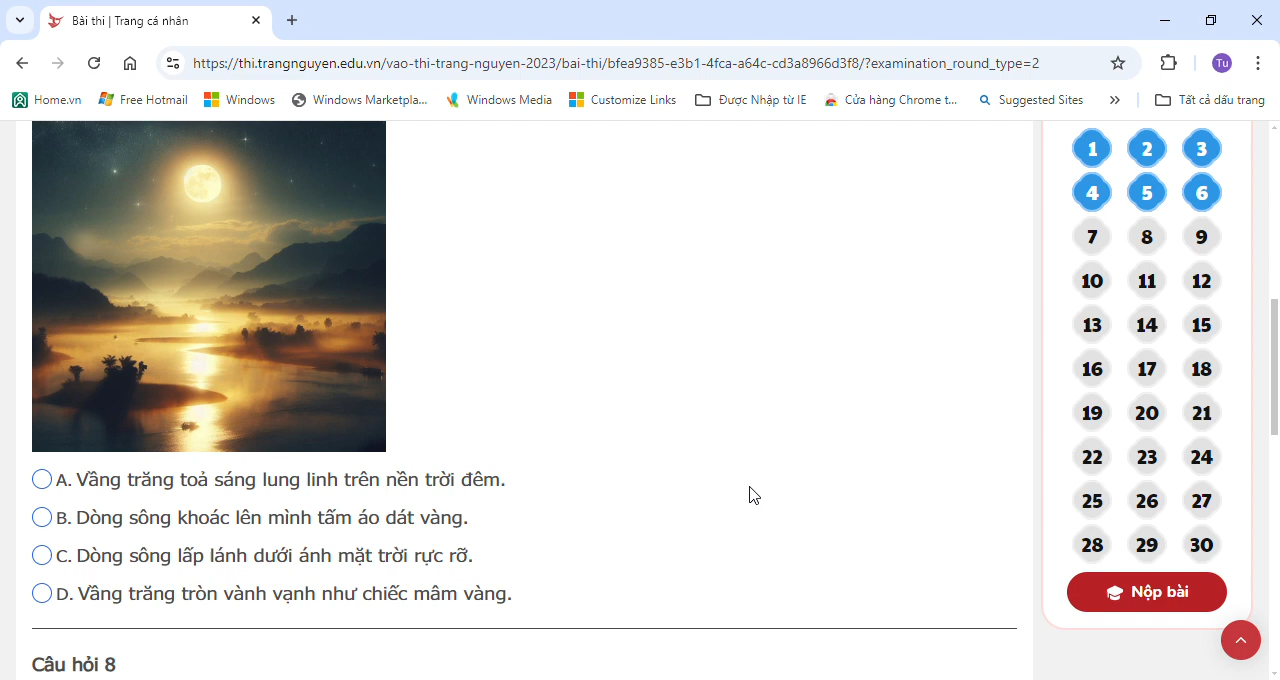 Bài thi | Trang cá nhân
https://thi.trangnguyen.edu.vn/vao-thi-trang-nguyen-2023/bai-thi/bfea9385-e3b1-4fca-a64c-cd3a8966d3f8/?examination_round_type=2
Tu
Home.vn
Free Hotmail
Windows
Windows Marketpla...
Windows Media
Customize Links
Được Nhập từ IE
Cửa hàng Chrome t...
Suggested Sites
Tất cả dấu trang
A. Vầng trăng toả sáng lung linh trên nền trời đêm.
B. Dòng sông khoác lên mình tấm áo dát vàng.
C. Dòng sông lấp lánh dưới ánh mặt trời rực rỡ.
D. Vầng trăng tròn vành vạnh như chiếc mâm vàng.
Câu hỏi 8
1 2 3
4 5 6
7 8 9
10 11 12
13 14 15
16 17 18
19 20 21
22 23 24
25 26 27
28 29 30
Nộp bài